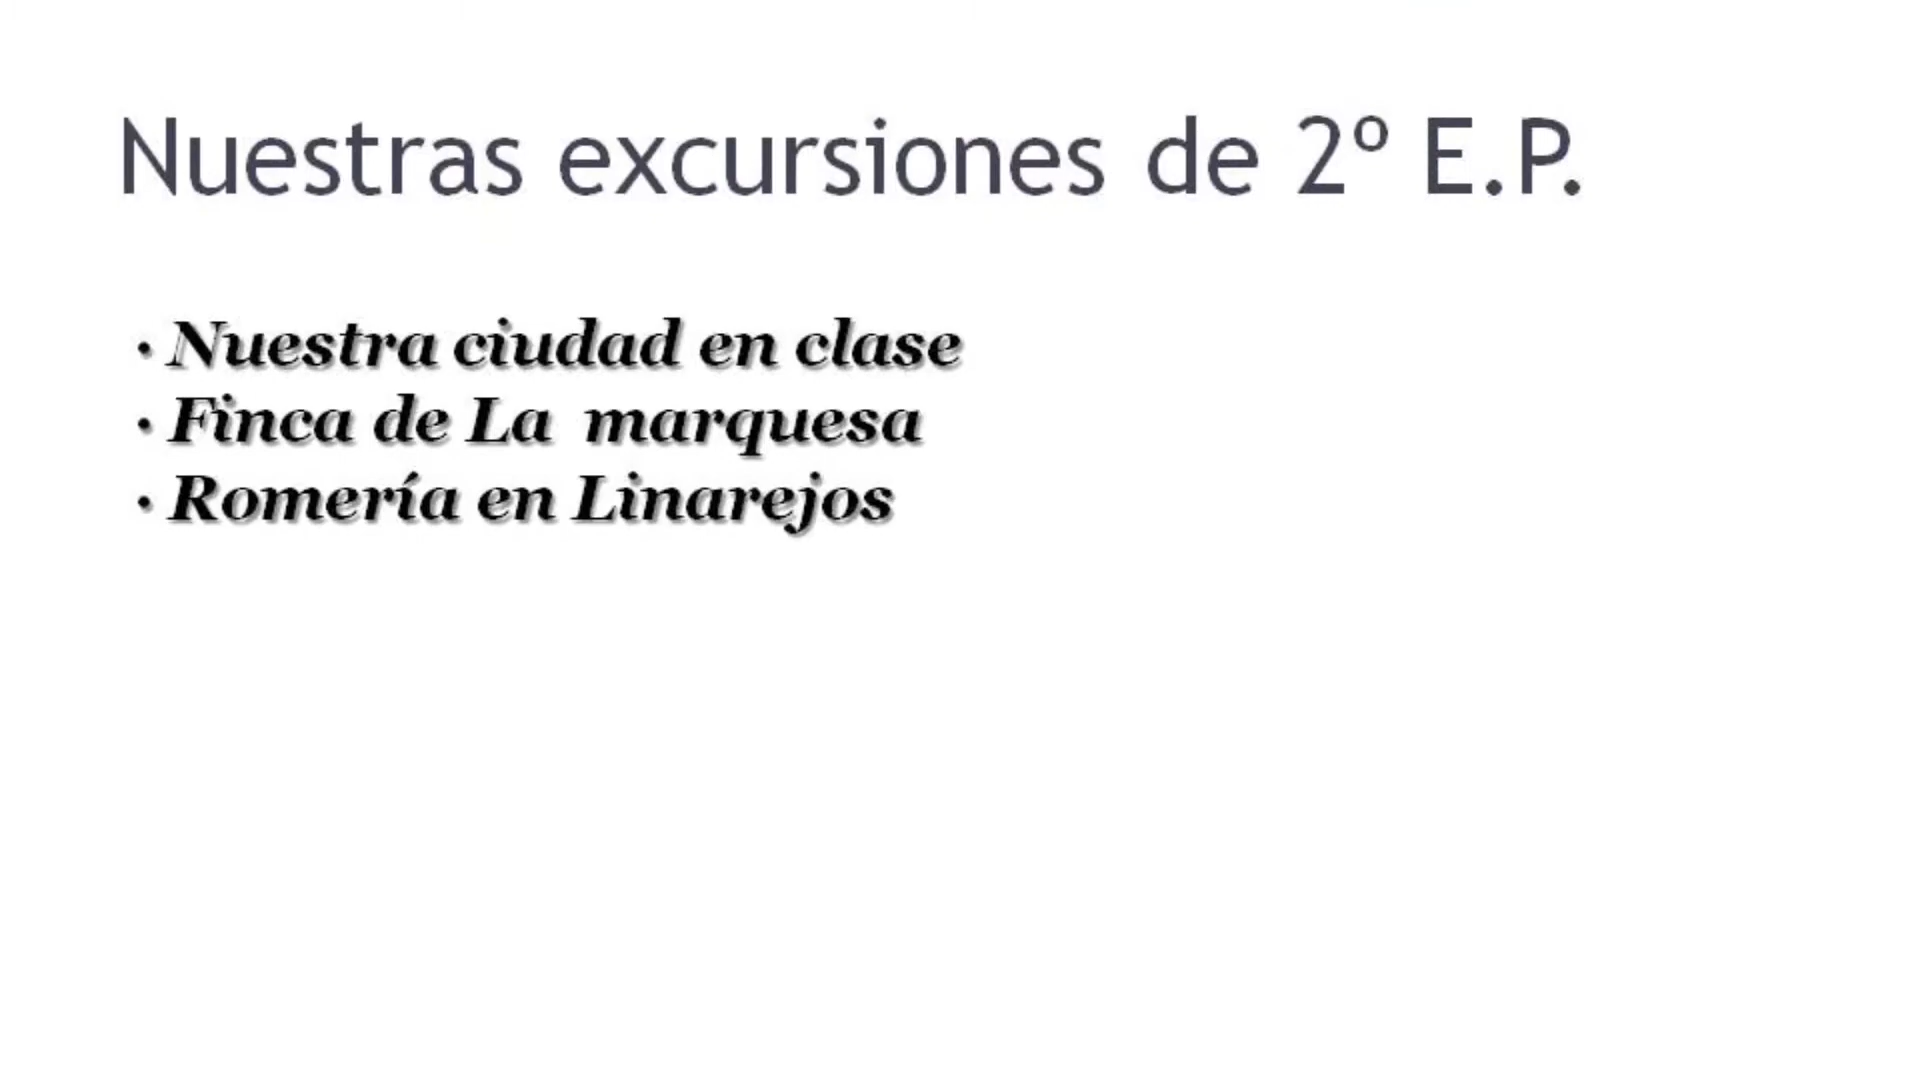 Nuestras excursiones de 2º E.P.
• Nuestra ciudad en clase
• Finca de La marquesa
• Romería en Linarejos